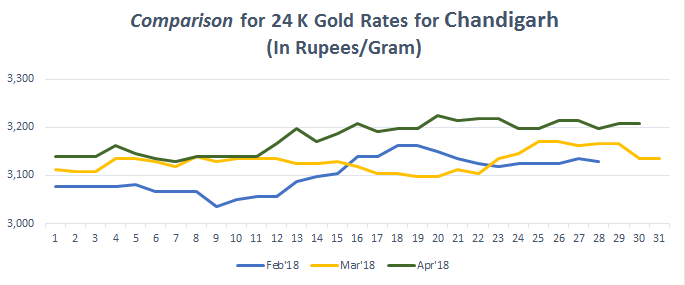 Comparison for 24 K Gold Rates for Chandigarh
(In Rupees/Gram)
3,300
3,200
3,100
3,000
1 2 3 4 5 6 7 8 9 10 11 12 13 14 15 16 17 18 19 20 21 22 23 24 25 26 27 28 29 30 31
Feb'18 Mar'18 Apr'18